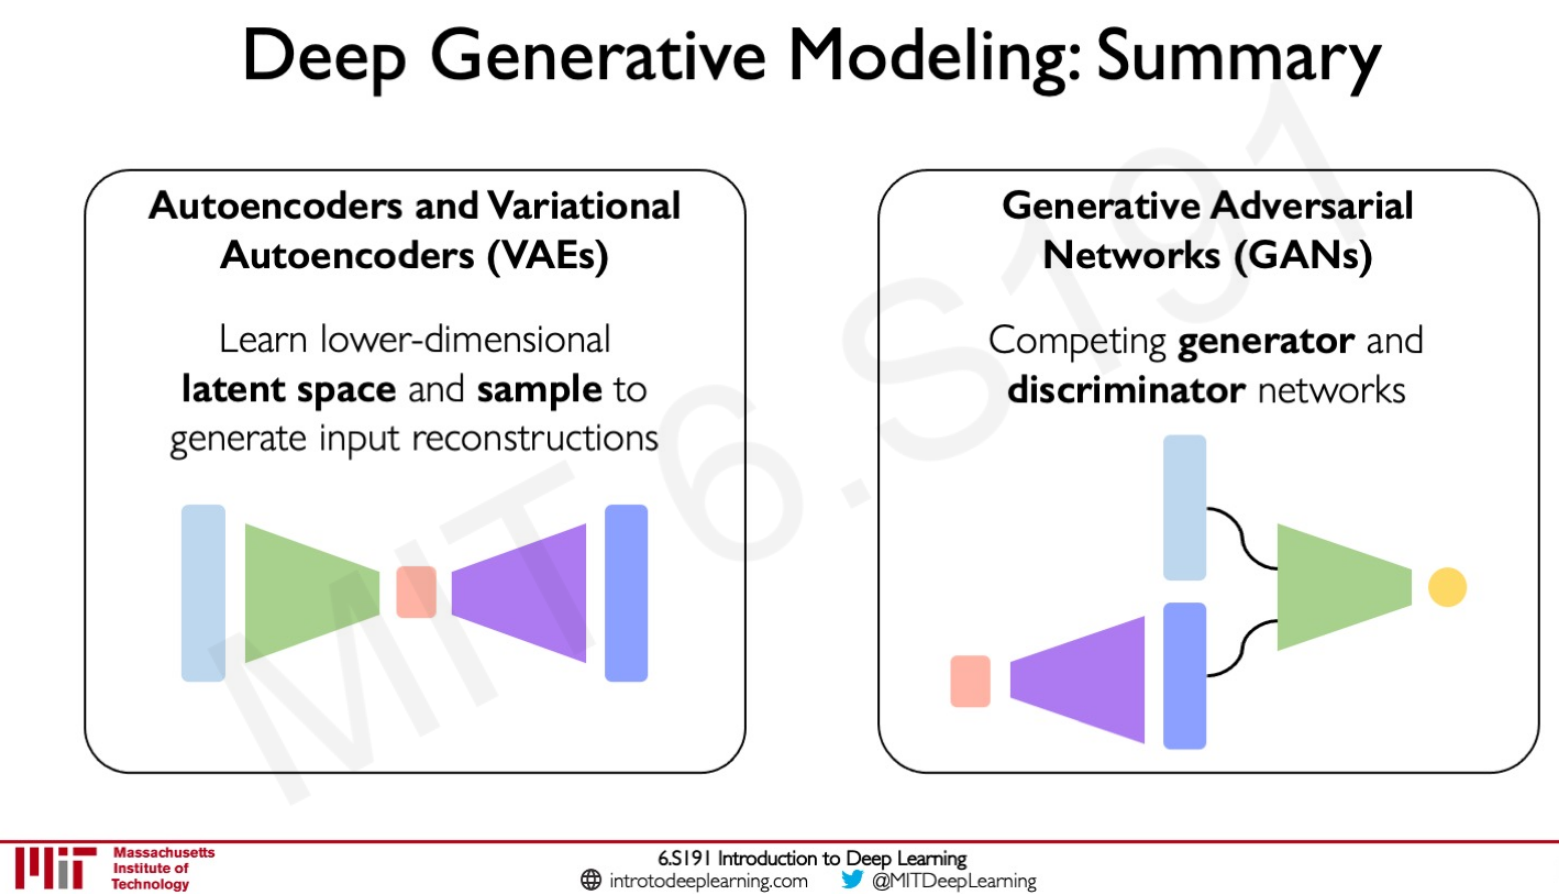 Deep Generative Modeling: Summary
Autoencoders and Variational
Autoencoders (VAEs)
Learn lower-dimensional
latent space and sample to
generate input reconstructions
Generative Adversarial
Networks (GANs)
Competing generator and
discriminator networks
MIT 6.S191
Massachusetts
Institute of
Technology
6.S191 Introduction to Deep Learning
introtodeeplearning.com @MITDeepLearning